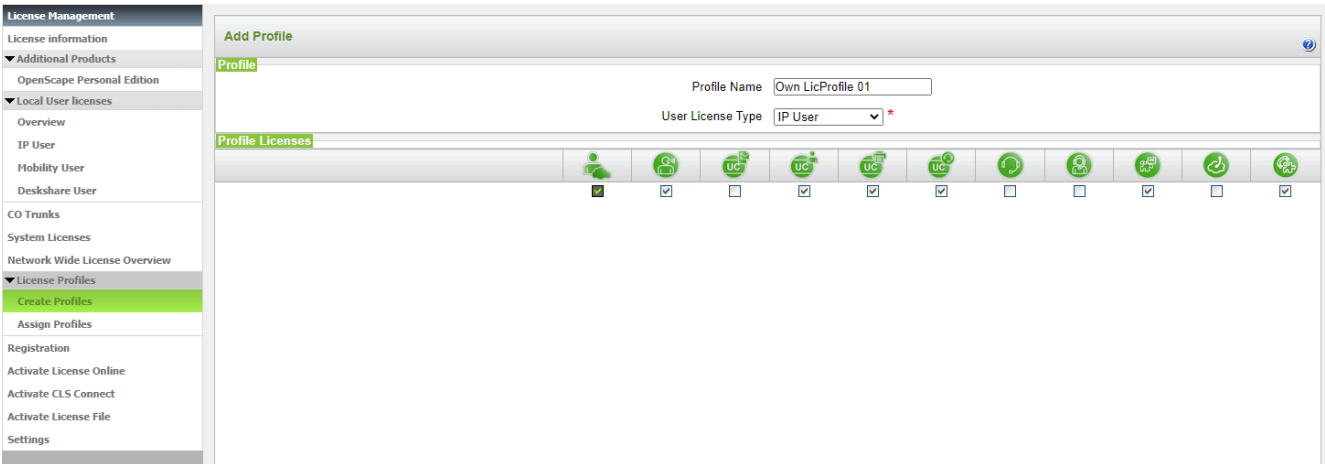 License Management
License information
Additional Products
OpenScape Personal Edition
Local User licenses
Overview
IP User
Mobility User
Deskshare User
CO Trunks
System Licenses
Network Wide License Overview
License Profiles
Create Profiles
Assign Profiles
Registration
Activate License Online
Activate CLS Connect
Activate License File
Settings
Add Profile
?
Profile
Profile Name Own LicProfile 01
User License Type IP User *
Profile Licenses
UC UC UC UC